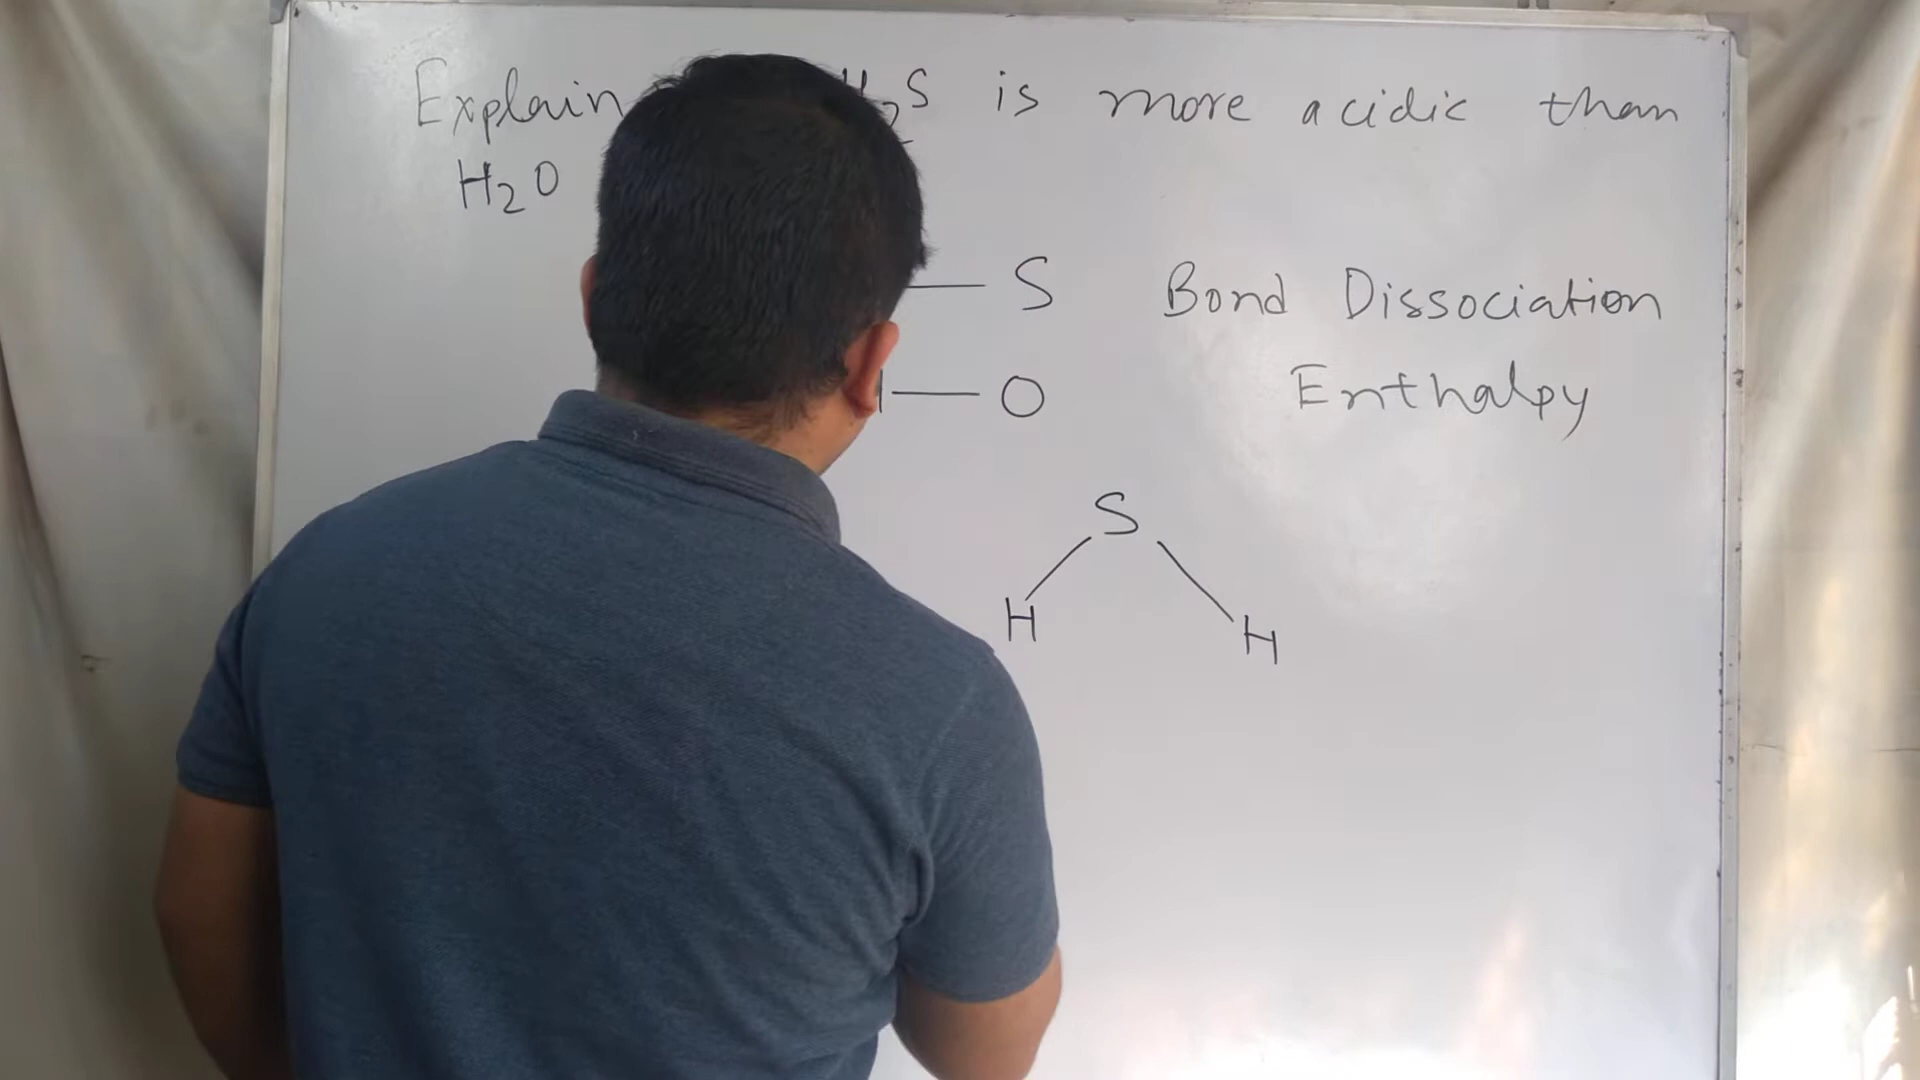 Explain H2S is more acidic than
H2O
— S Bond Dissociation
— O Enthalpy
S
H H